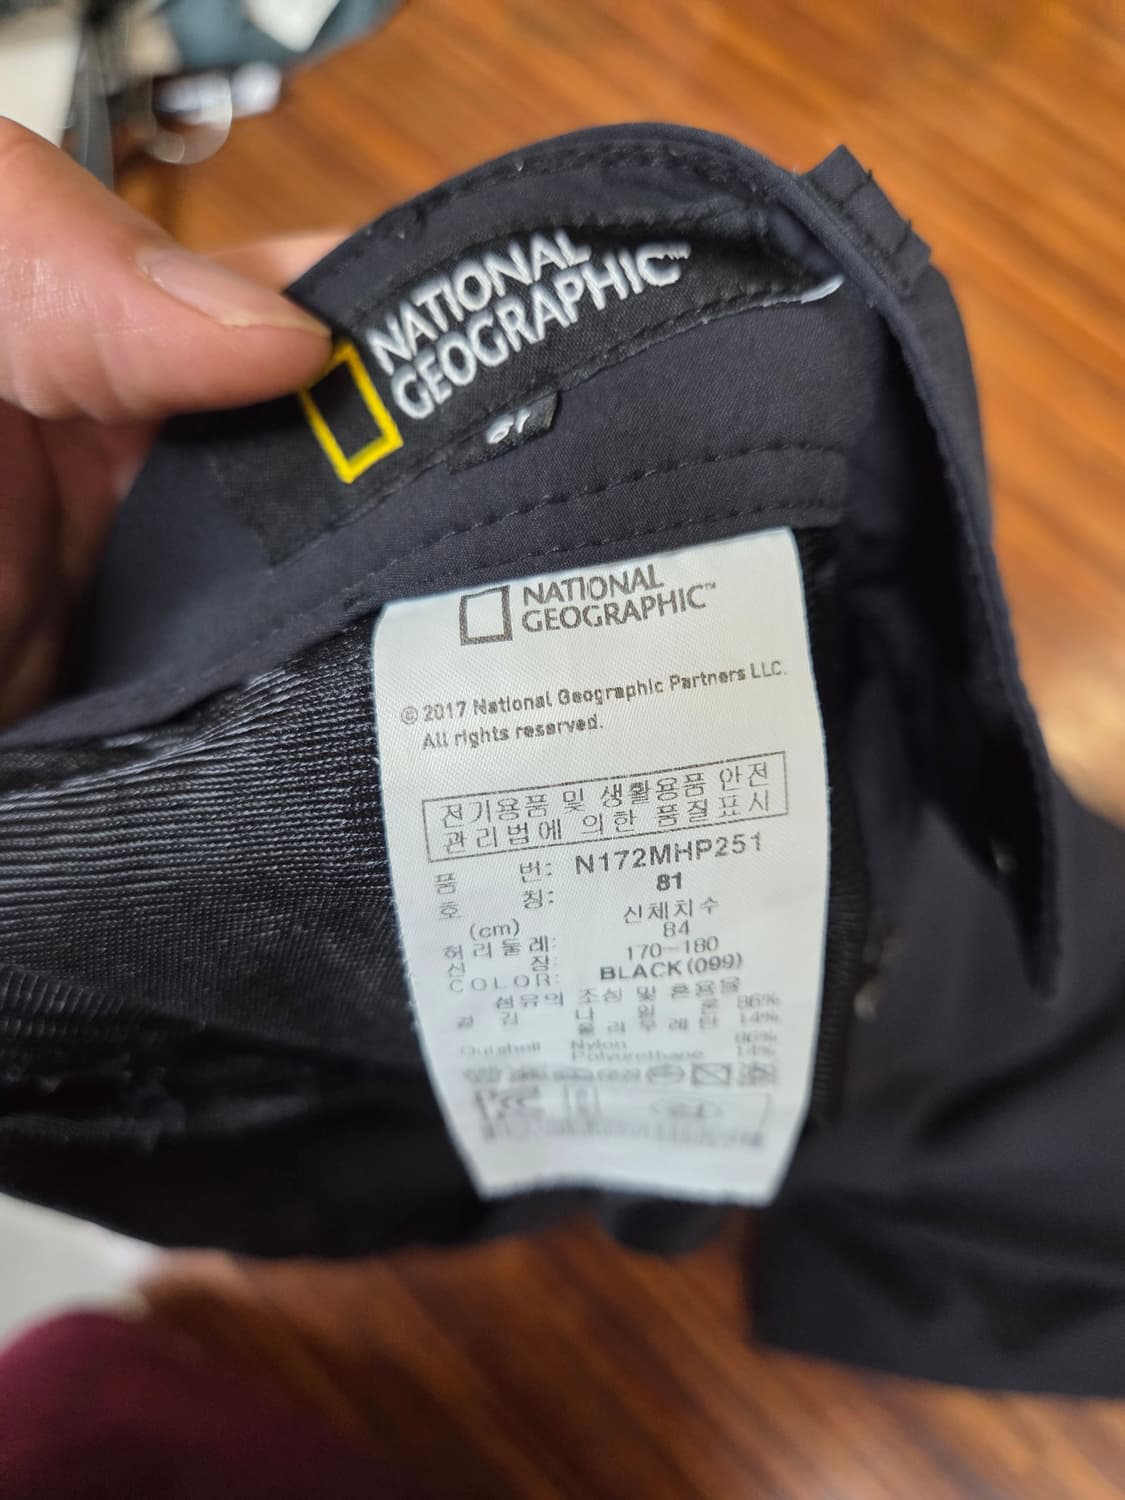 NATIONAL
GEOGRAPHIC™
81
NATIONAL
GEOGRAPHIC™
© 2017 National Geographic Partners LLC.
All rights reserved.
전기용품 및 생활용품 안전
관리법에 의한 품질표시
품 번: N172MHP251
호 칭: 81
(cm) 신체치수
허리둘레: 84
신 장: 170-180
COLOR: BLACK(099)
섬유의 조성 및 혼용율
겉 감 나 일 론 86%
폴리우레탄 14%
Outshell Nylon 86%
Polyurethane 14%